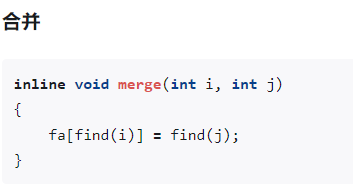 合并
inline void merge(int i, int j)
{
    fa[find(i)] = find(j);
}